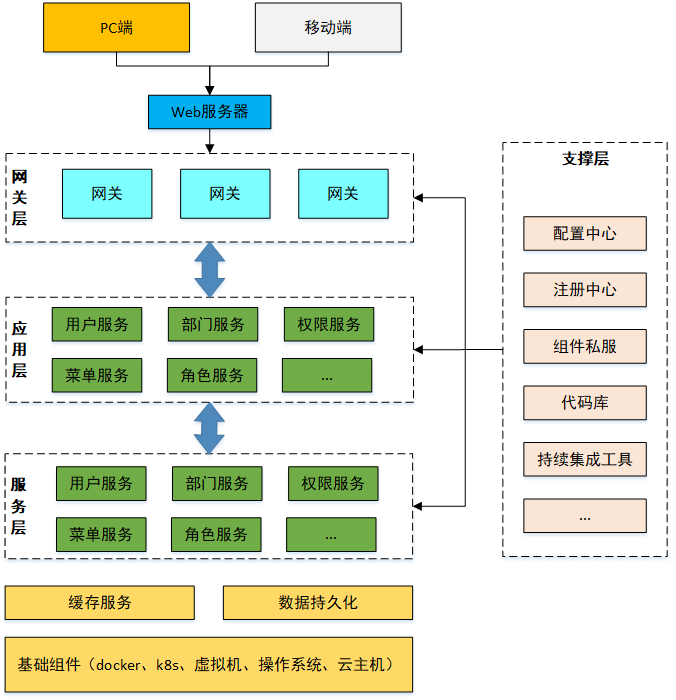 PC端
移动端
Web服务器
网关层
网关
网关
网关
应用层
用户服务
部门服务
权限服务
菜单服务
角色服务
...
服务层
用户服务
部门服务
权限服务
菜单服务
角色服务
...
缓存服务
数据持久化
基础组件（docker、k8s、虚拟机、操作系统、云主机）
支撑层
配置中心
注册中心
组件私服
代码库
持续集成工具
...